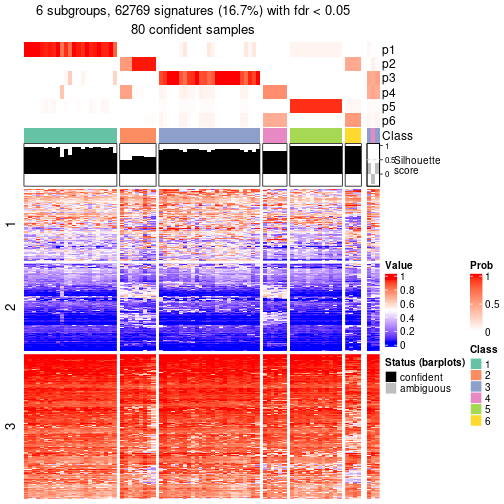 6 subgroups, 62769 signatures (16.7%) with fdr < 0.05
80 confident samples
p1
p2
p3
p4
p5
p6
Class
1
0.5
0
Silhouette
score
1
2
3
Value
1
0.8
0.6
0.4
0.2
0
Prob
1
0.5
0
Status (barplots)
confident
ambiguous
Class
1
2
3
4
5
6